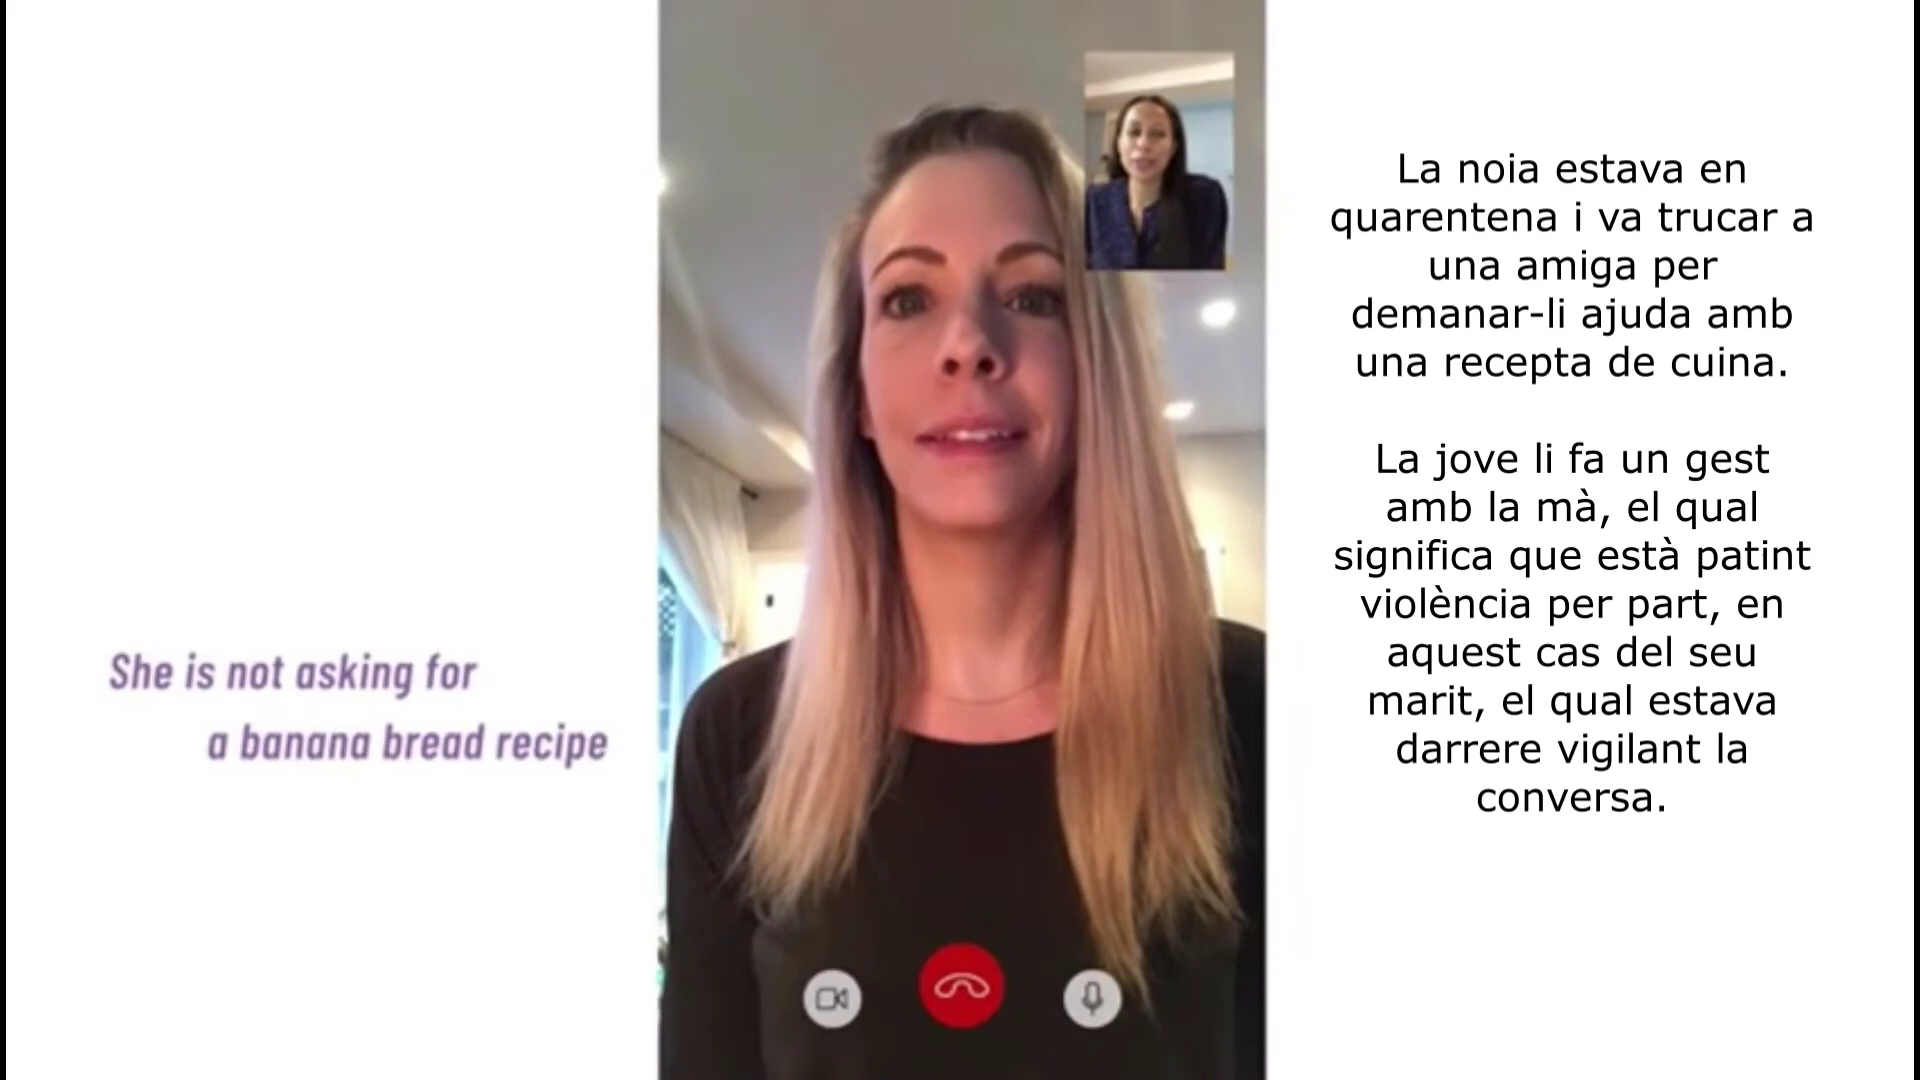 She is not asking for
a banana bread recipe
La noia estava en
quarentena i va trucar a
una amiga per
demanar-li ajuda amb
una recepta de cuina.
La jove li fa un gest
amb la mà, el qual
significa que està patint
violència per part, en
aquest cas del seu
marit, el qual estava
darrere vigilant la
conversa.